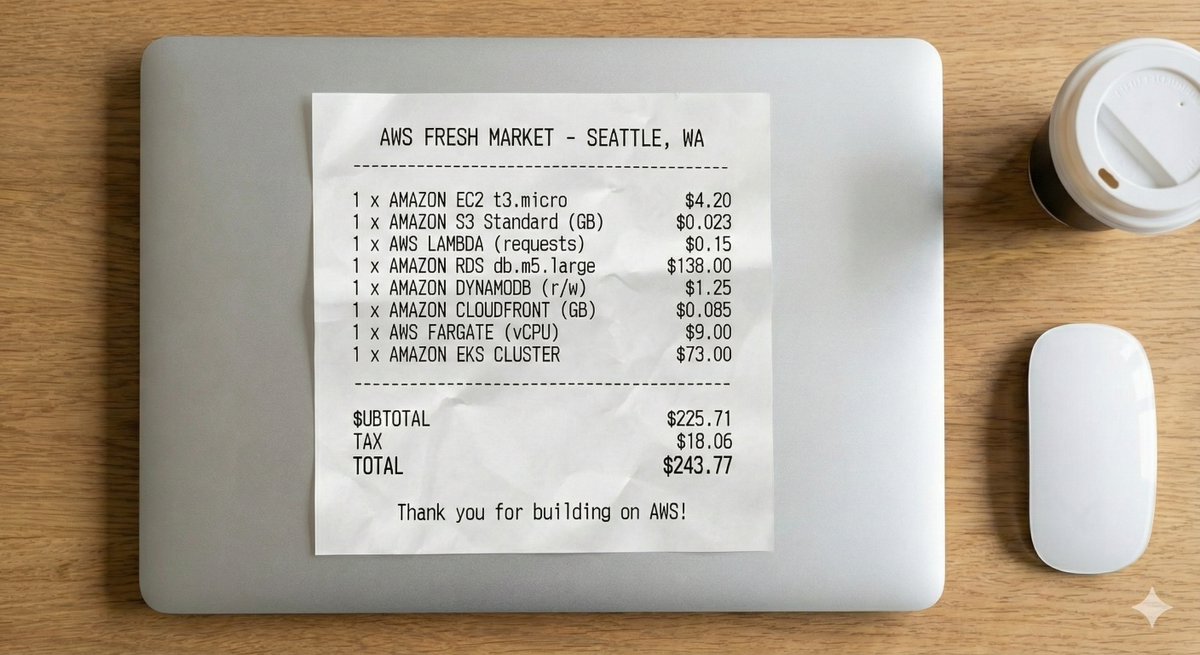 AWS FRESH MARKET - SEATTLE, WA
-----------------------------------------
1 x AMAZON EC2 t3.micro $4.20
1 x AMAZON S3 Standard (GB) $0.023
1 x AWS LAMBDA (requests) $0.15
1 x AMAZON RDS db.m5.large $138.00
1 x AMAZON DYNAMODB (r/w) $1.25
1 x AMAZON CLOUDFRONT (GB) $0.085
1 x AWS FARGATE (vCPU) $9.00
1 x AMAZON EKS CLUSTER $73.00
-----------------------------------------
$UBTOTAL $225.71
TAX $18.06
TOTAL $243.77
Thank you for building on AWS!